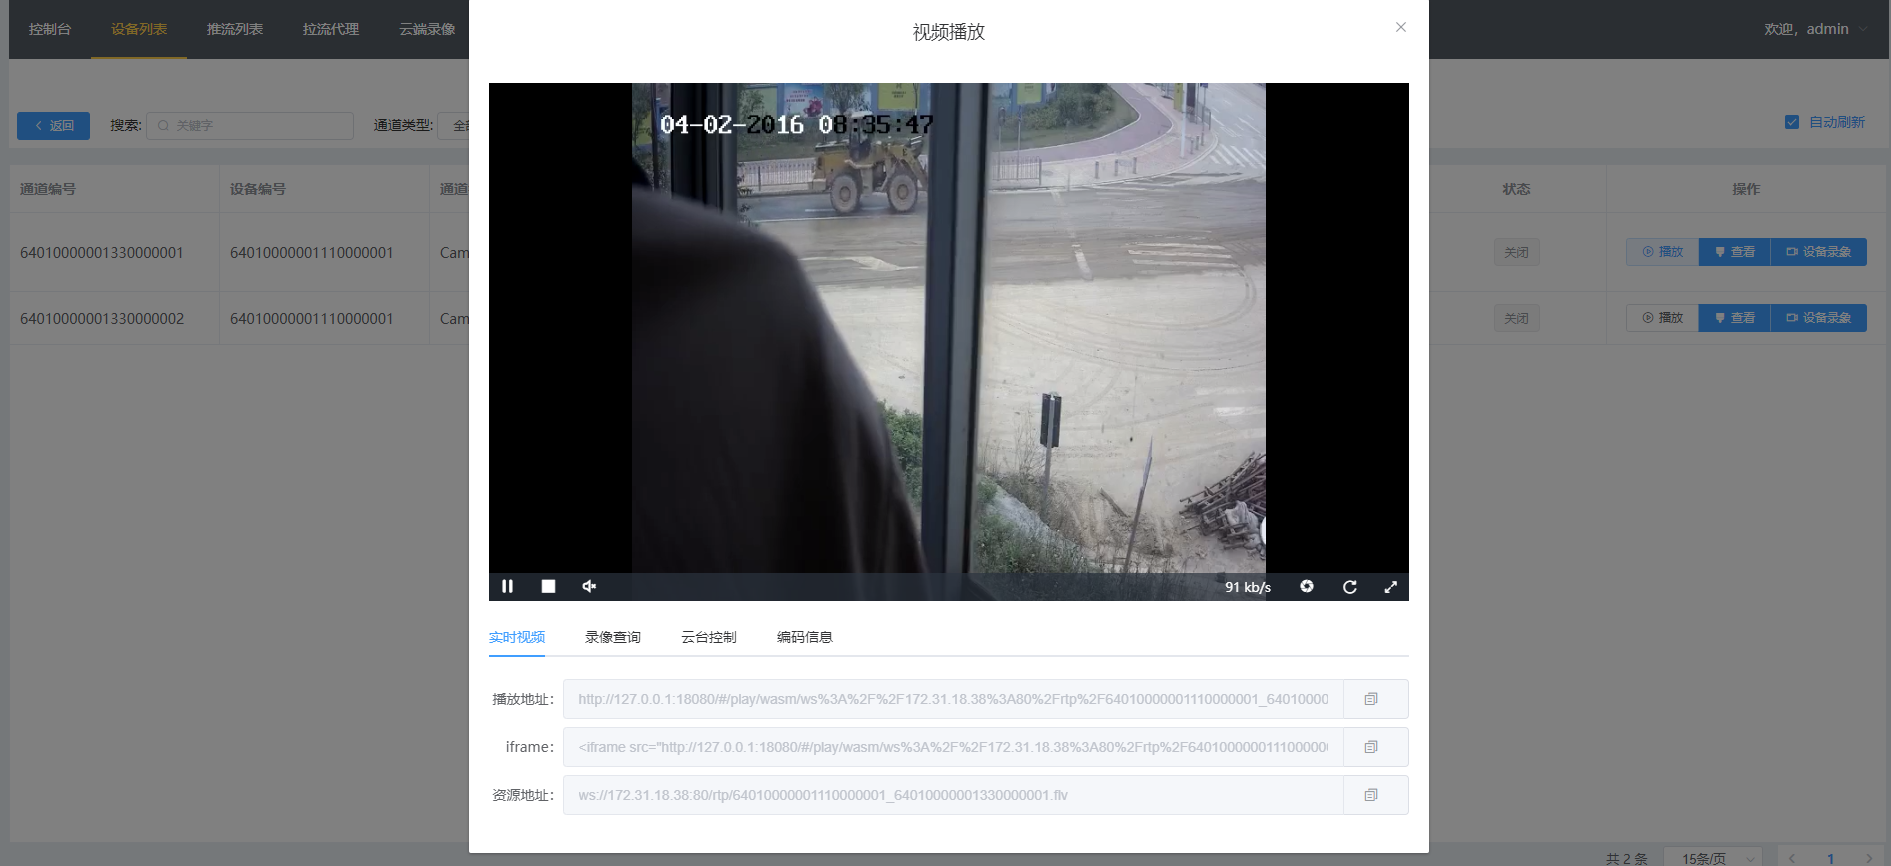 控制台 设备列表 推流列表 拉流代理 云端录像
欢迎，admin
视频播放
返回 搜索: 关键字 通道类型:
自动刷新
通道编号 设备编号 状态 操作
64010000001330000001 64010000001110000001 关闭 播放 查看 设备录象
64010000001330000002 64010000001110000001 关闭 播放 查看 设备录象
04-02-2016 08:35:47
91 kb/s
实时视频 录像查询 云台控制 编码信息
播放地址： http://127.0.0.1:18080/#/play/wasm/ws%3A%2F%2F172.31.18.38%3A80%2Frtp%2F64010000001110000001_64010000
iframe： <iframe src="http://127.0.0.1:18080/#/play/wasm/ws%3A%2F%2F172.31.18.38%3A80%2Frtp%2F6401000000111000000
资源地址： ws://172.31.18.38:80/rtp/64010000001110000001_64010000001330000001.flv
共 2 条 15条/页 1